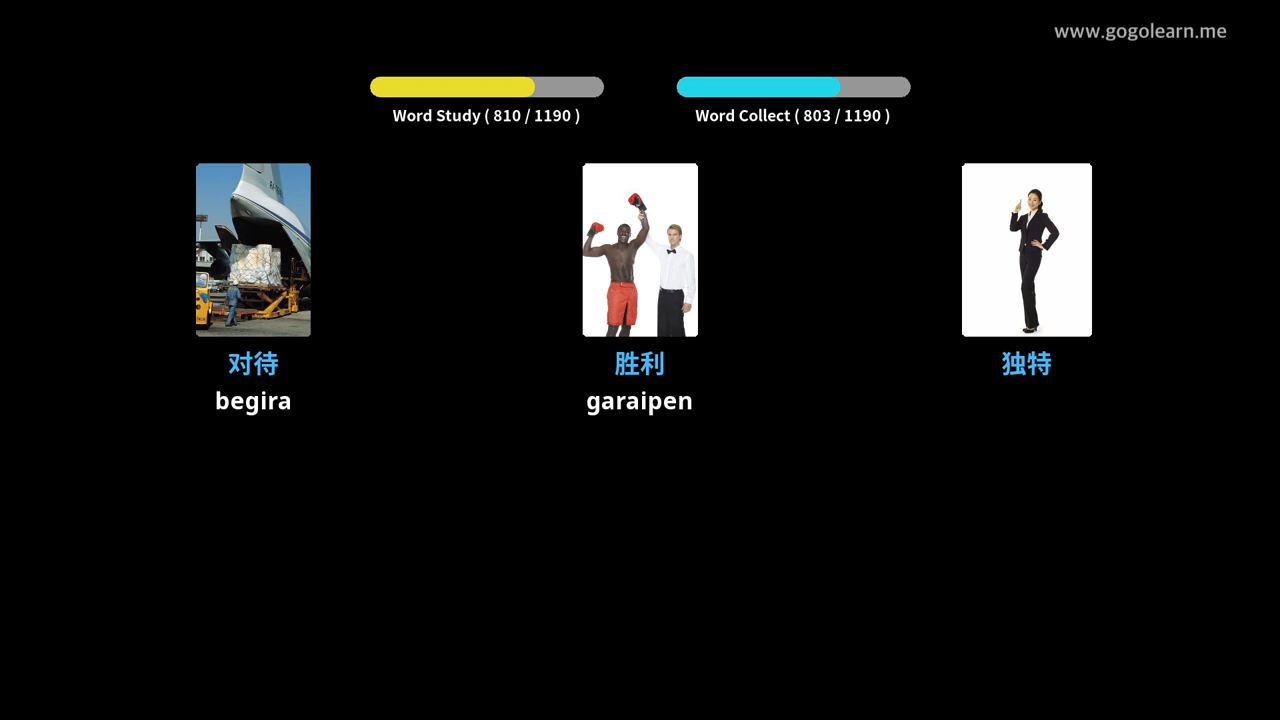 www.gogolearn.me
Word Study ( 810 / 1190 )
Word Collect ( 803 / 1190 )
对待
胜利
独特
begira
garaipen